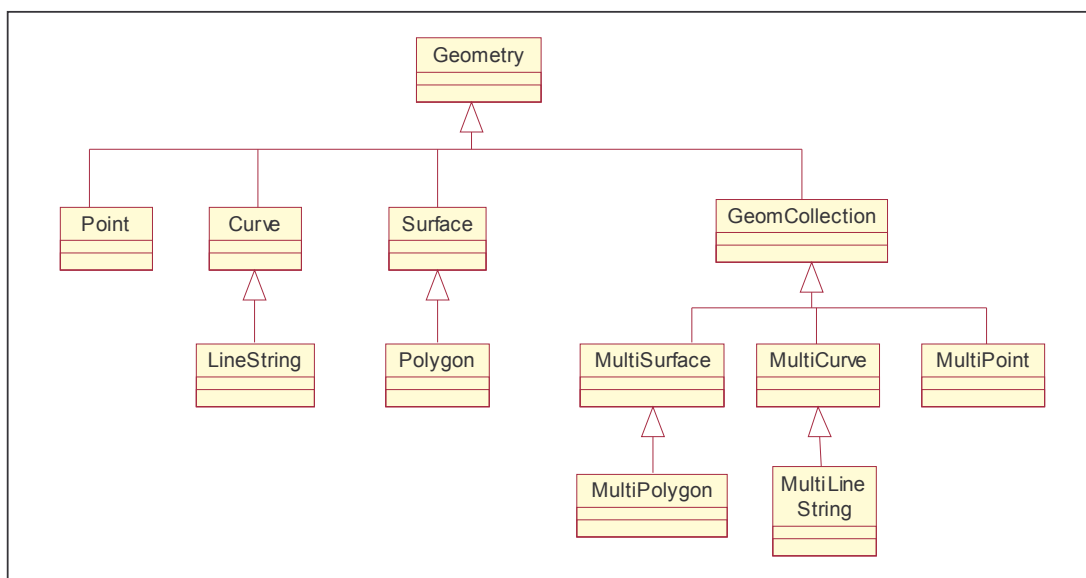 Geometry
Point
Curve
Surface
GeomCollection
LineString
Polygon
MultiSurface
MultiCurve
MultiPoint
MultiPolygon
MultiLine
String